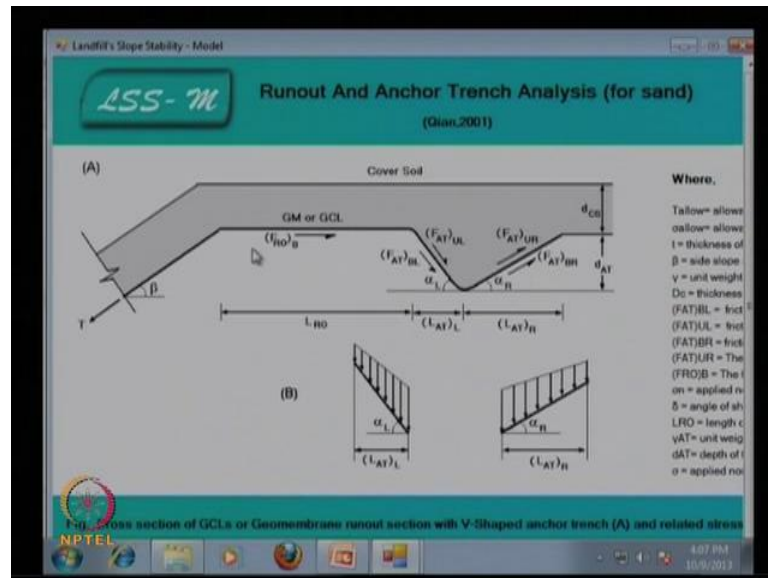 Landfill's Slope Stability - Model
LSS- M
Runout And Anchor Trench Analysis (for sand)
(Qian,2001)
(A)
Cover Soil
Where,
GM or GCL
dCS
(FRO)B
(FAT)UL
(FAT)UR
(FAT)BL
(FAT)BR
dAT
αL
αR
β
T
LRO
(LAT)L
(LAT)R
Tallow= allows
σallow= allows
t = thickness of
β = side slope
γ = unit weight
Dc = thickness
(FAT)BL = frict
(FAT)UL = frict
(FAT)BR = frict
(FAT)UR = The
(FRO)B = The
σn = applied n
δ = angle of sh
LRO = length
γAT= unit weig
dAT= depth of
σ = applied nor
(B)
αL
αR
(LAT)L
(LAT)R
ross section of GCLs or Geomembrane runout section with V-Shaped anchor trench (A) and related stress
NPTEL
4:07 PM
10/9/2013